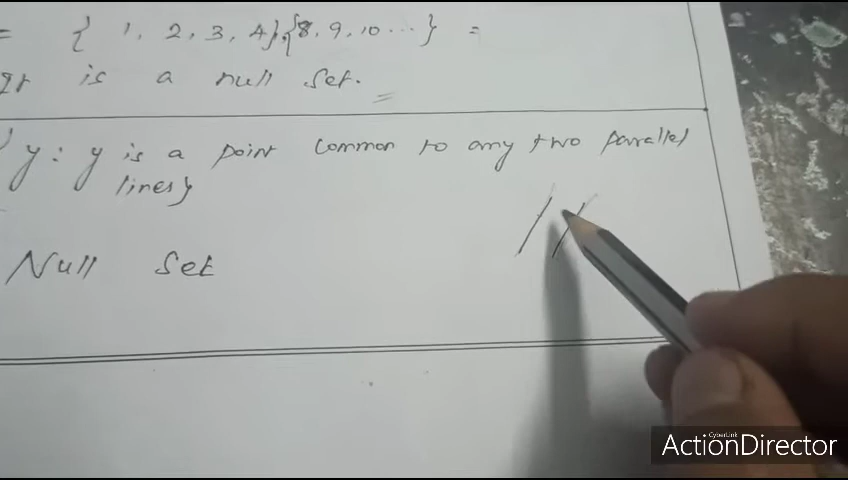 = { 1, 2, 3, 4},{8, 9, 10 ... } =
is a null set.
y : y is a point common to any two parallel
lines}
Null Set
CyberLink
ActionDirector